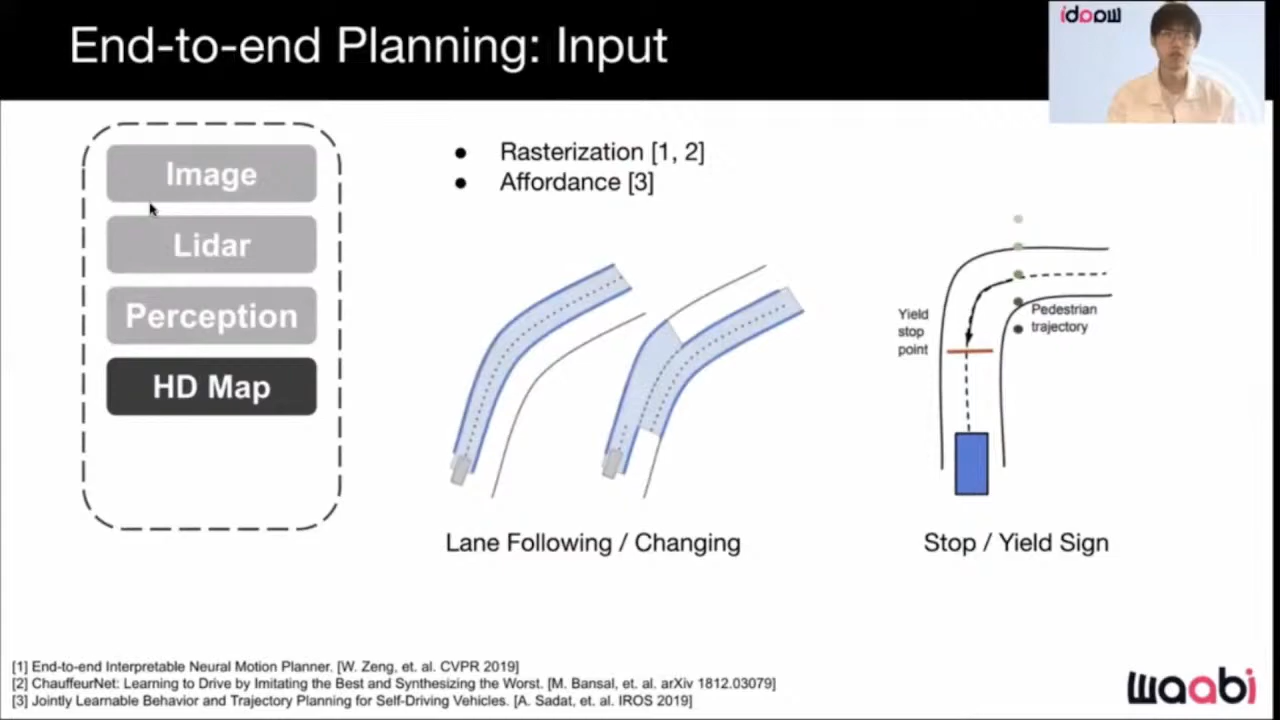 End-to-end Planning: Input
waabi
Image
Lidar
Perception
HD Map
● Rasterization [1, 2]
● Affordance [3]
Yield
stop
point
Pedestrian
trajectory
Lane Following / Changing
Stop / Yield Sign
[1] End-to-end Interpretable Neural Motion Planner. [W. Zeng, et. al. CVPR 2019]
[2] ChauffeurNet: Learning to Drive by Imitating the Best and Synthesizing the Worst. [M. Bansal, et. al. arXiv 1812.03079]
[3] Jointly Learnable Behavior and Trajectory Planning for Self-Driving Vehicles. [A. Sadat, et. al. IROS 2019]
waabi